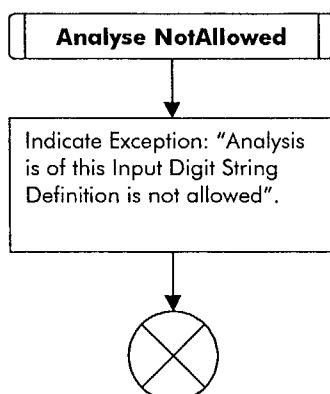 Analyse NotAllowed
Indicate Exception: “Analysis
is of this Input Digit String
Definition is not allowed”.